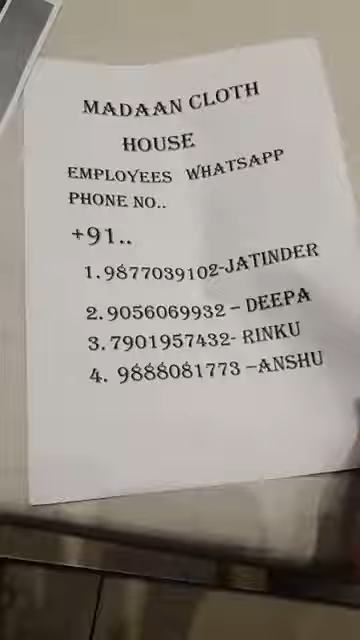 MADAAN CLOTH
HOUSE
EMPLOYEES WHATSAPP
PHONE NO..
+91..
1.9877039102-JATINDER
2.9056069932 – DEEPA
3.7901957432- RINKU
4. 9888081773 –ANSHU